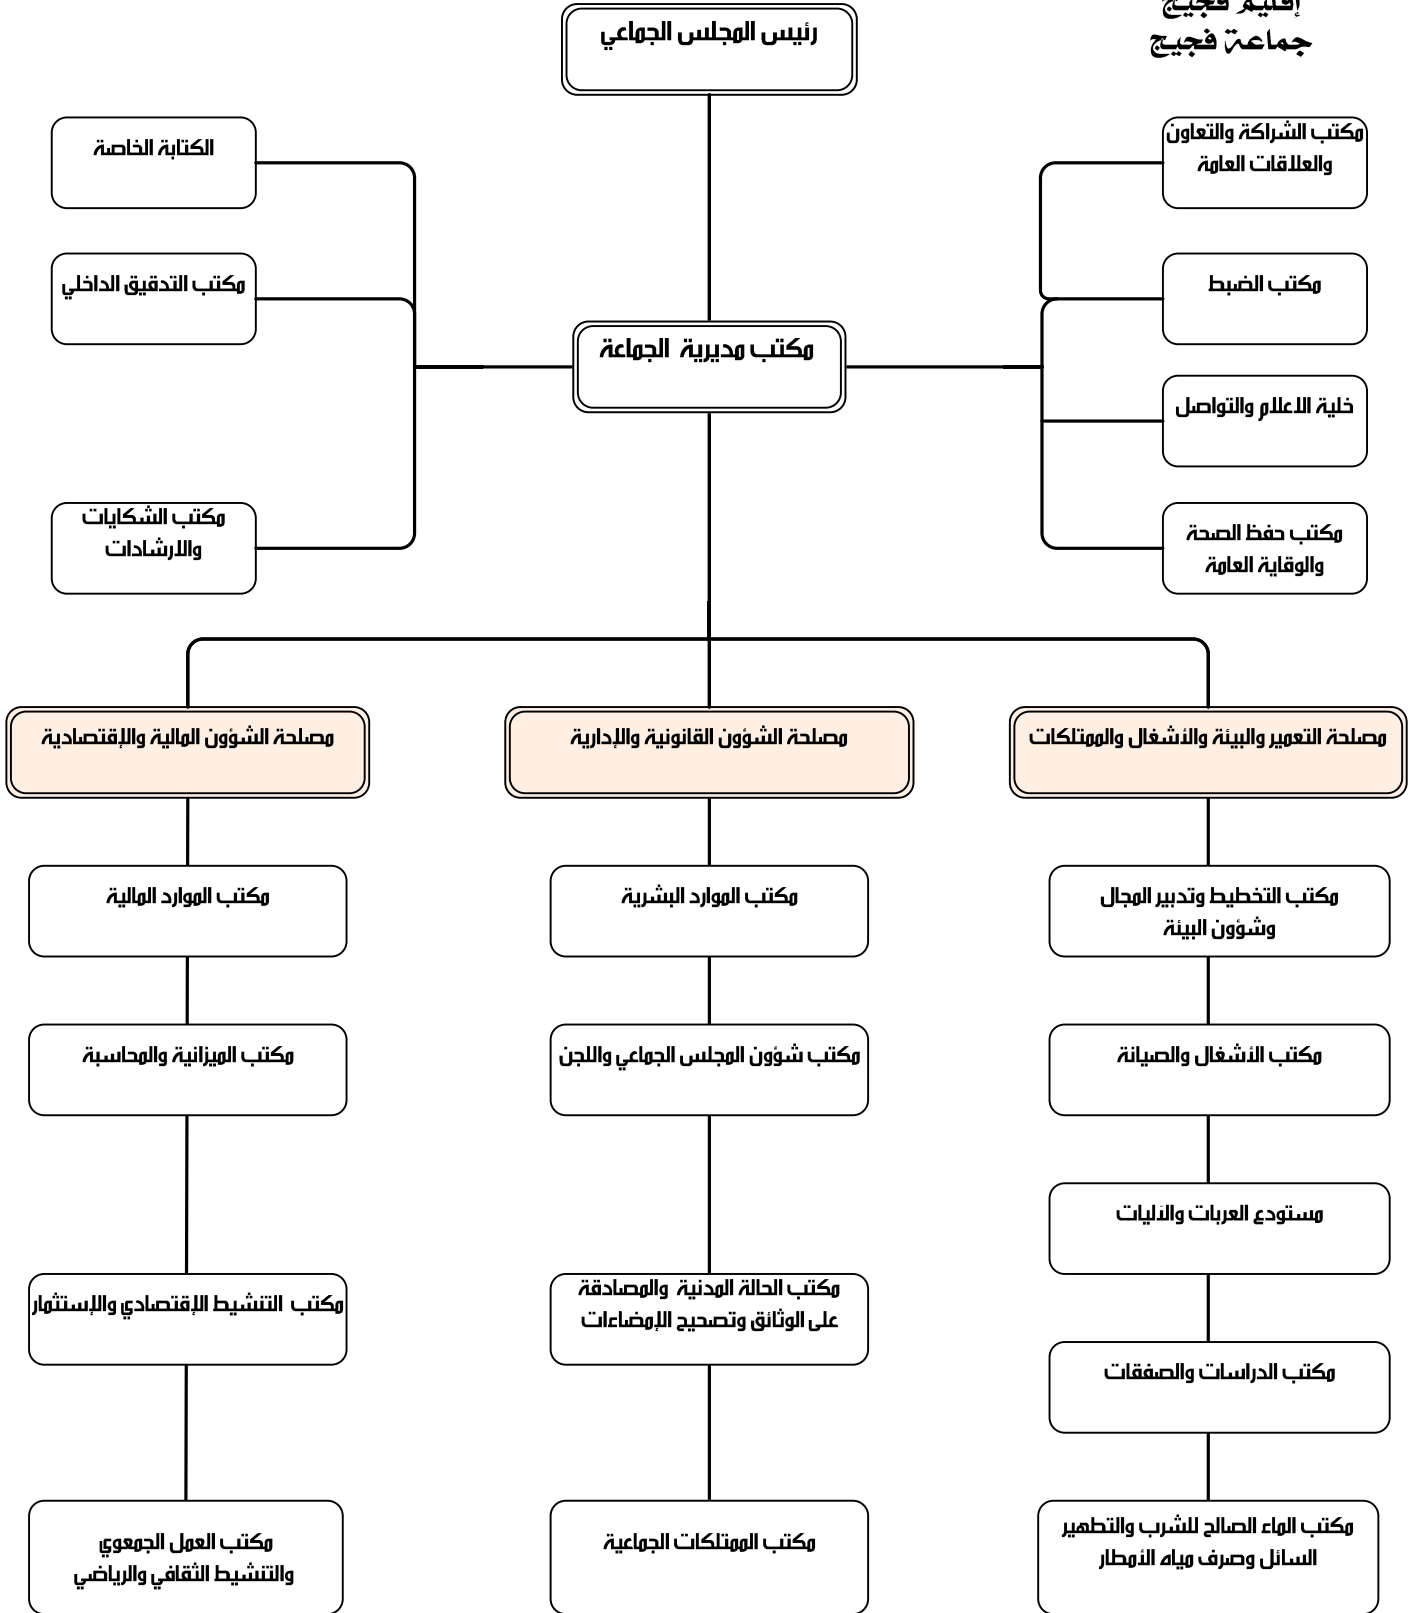 إقليم فجيج
جماعة فجيج
رئيس المجلس الجماعي
مكتب الشراكة والتعاون
والعلاقات العامة
الكتابة الخاصة
مكتب الضبط
مكتب التدقيق الداخلي
مكتب مديرية الجماعة
خلية الاعلام والتواصل
مكتب حفظ الصحة
والوقاية العامة
مكتب الشكايات
والارشادات
مصلحة التعمير والبيئة والأشغال والممتلكات
مصلحة الشؤون القانونية والإدارية
مصلحة الشؤون المالية والإقتصادية
مكتب التخطيط وتدبير المجال
وشؤون البيئة
مكتب الموارد البشرية
مكتب الموارد المالية
مكتب الأشغال والصيانة
مكتب شؤون المجلس الجماعي واللجن
مكتب الميزانية والمحاسبة
مستودع العربات والآليات
مكتب الحالة المدنية والمصادقة
على الوثائق وتصحيح الإمضاءات
مكتب التنشيط الإقتصادي والإستثمار
مكتب الدراسات والصفقات
مكتب الماء الصالح للشرب والتطهير
السائل وصرف مياه الأمطار
مكتب الممتلكات الجماعية
مكتب العمل الجمعوي
والتنشيط الثقافي والرياضي